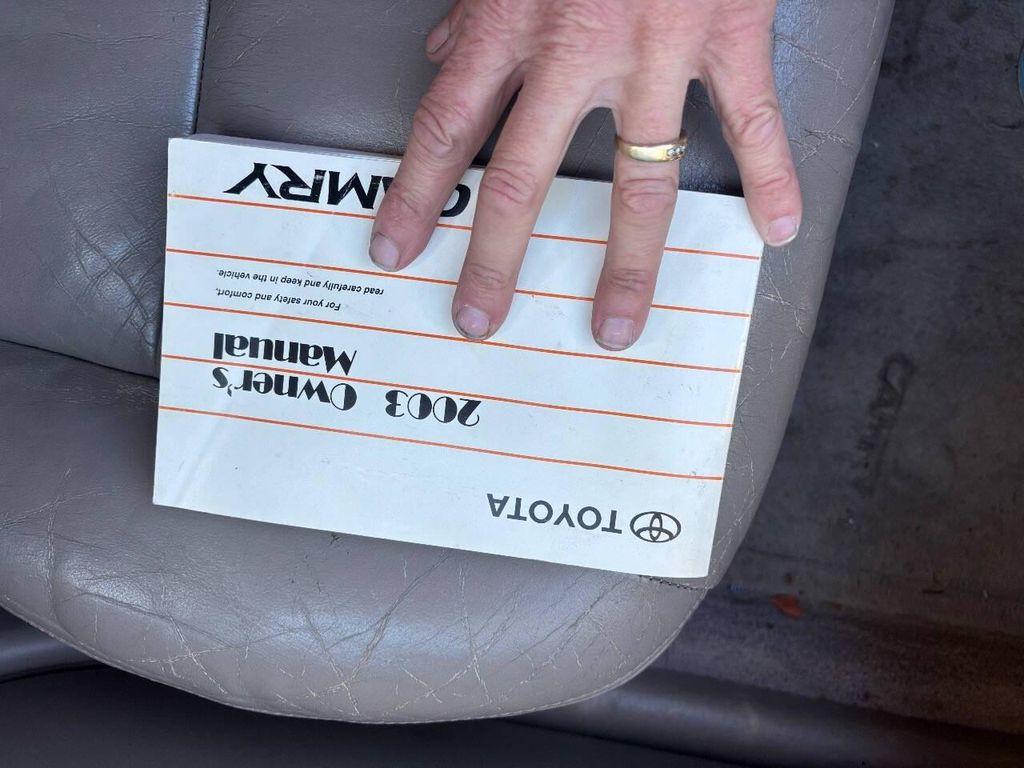 TOYOTA
2003 Owner's
Manual
For your safety and comfort,
read carefully and keep in the vehicle.
CAMRY